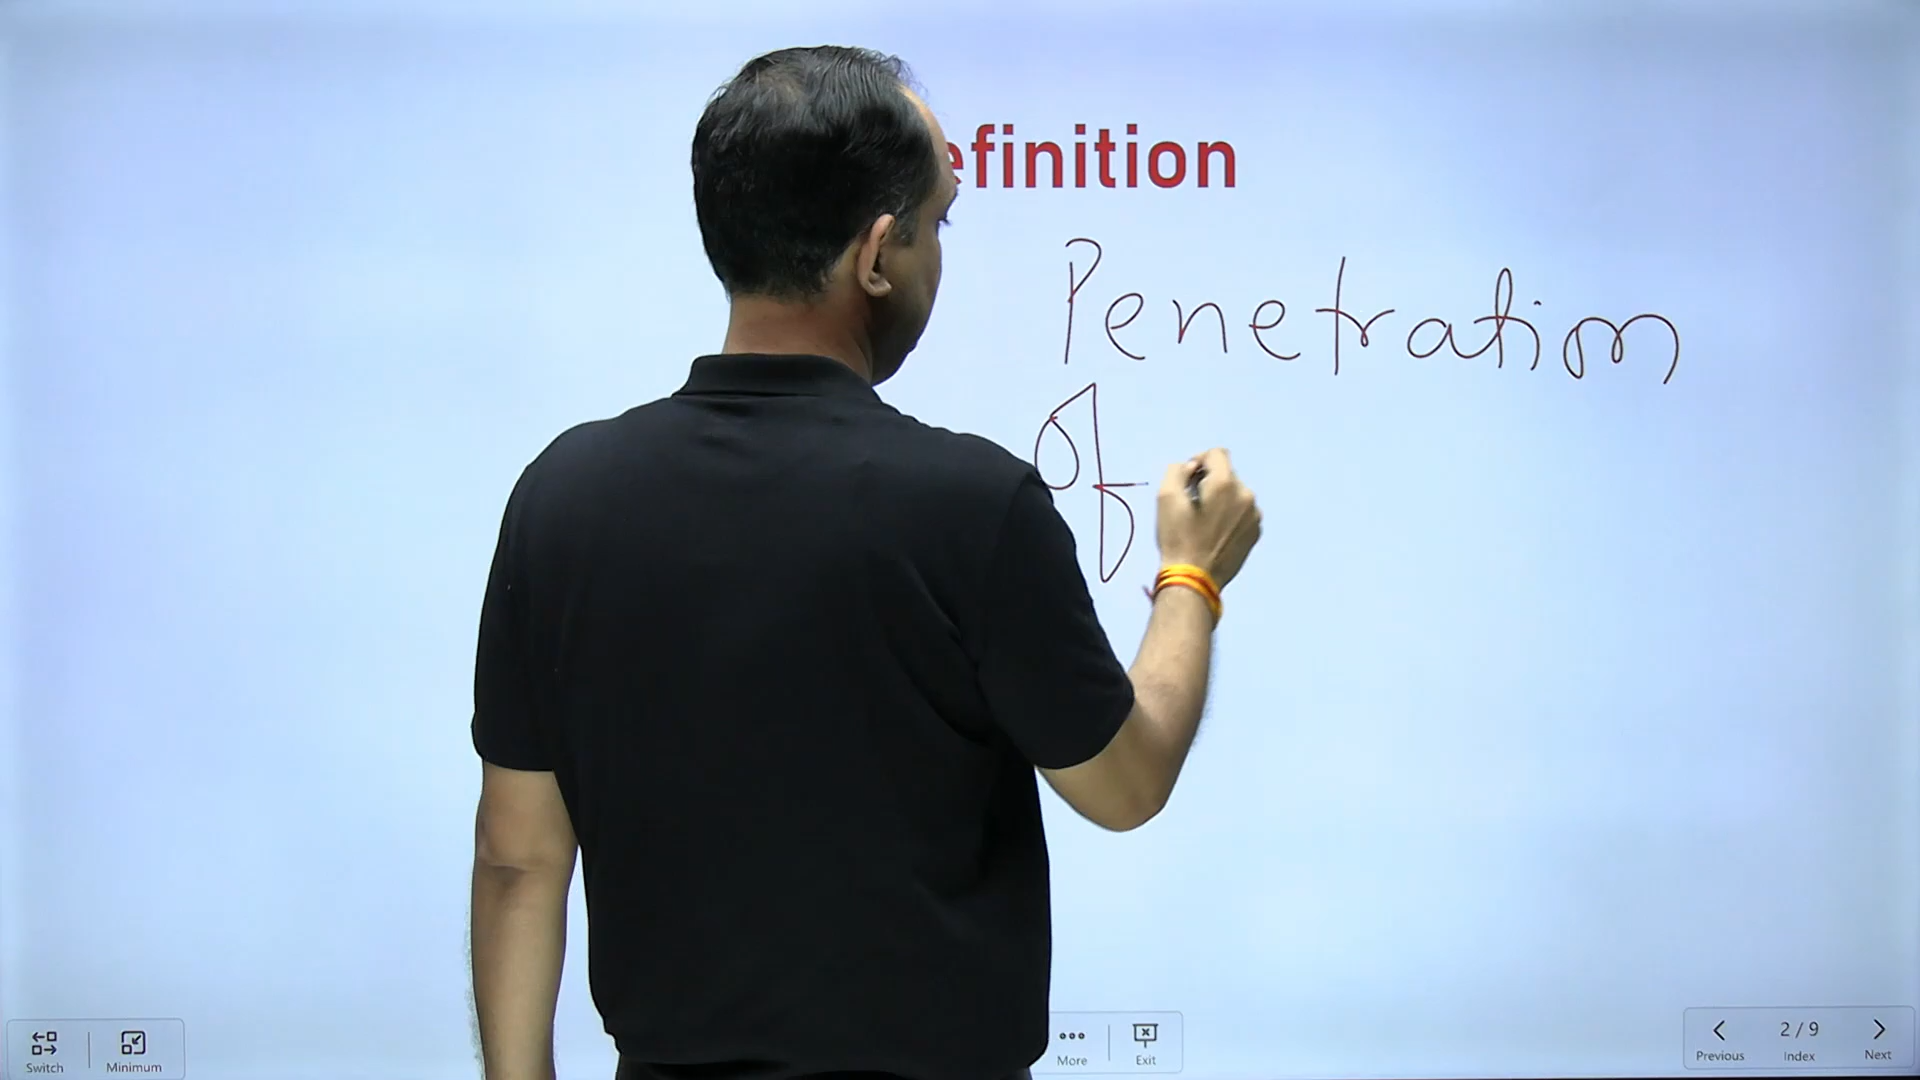 efinition
Penetration
of
Switch
Minimum
More
Exit
Previous
2 / 9
Index
Next